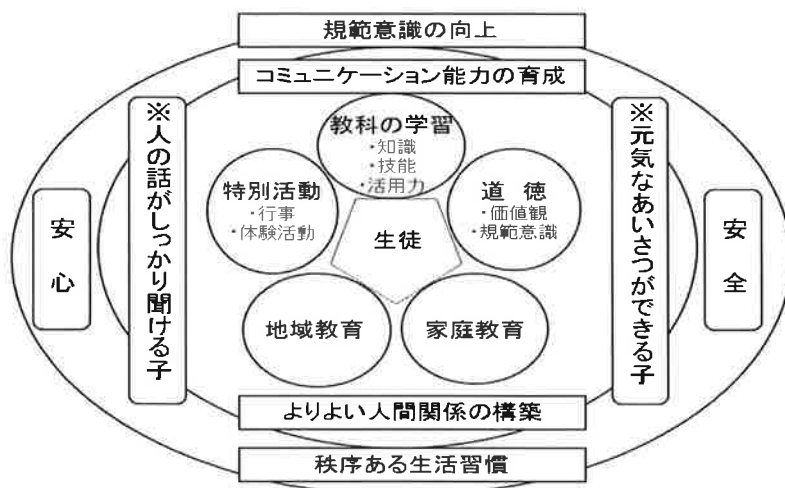 規範意識の向上
コミュニケーション能力の育成
※人の話がしっかり聞ける子
※元気なあいさつができる子
安心
安全
教科の学習
・知識
・技能
・活用力
特別活動
・行事
・体験活動
道 徳
・価値観
・規範意識
生徒
地域教育
家庭教育
よりよい人間関係の構築
秩序ある生活習慣